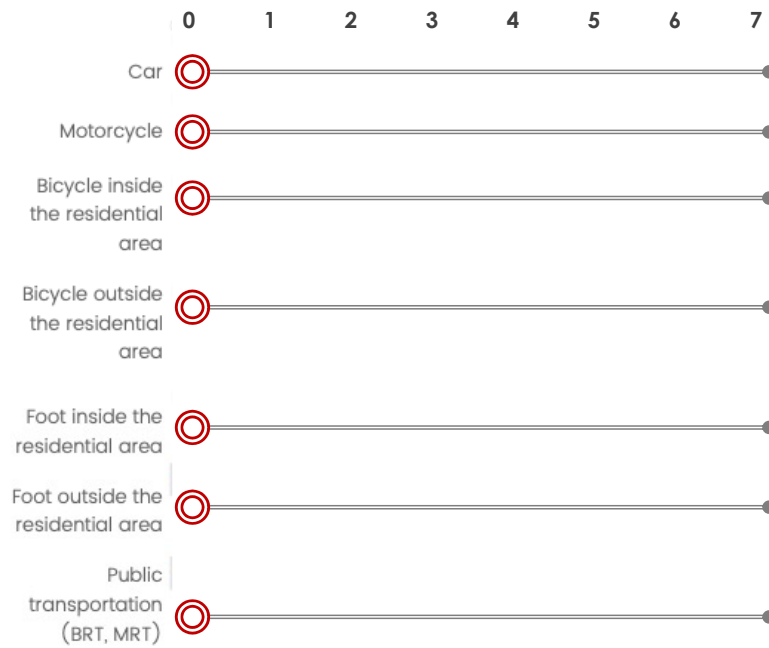 0 1 2 3 4 5 6 7
Car
Motorcycle
Bicycle inside
the residential
area
Bicycle outside
the residential
area
Foot inside the
residential area
Foot outside the
residential area
Public
transportation
(BRT, MRT)